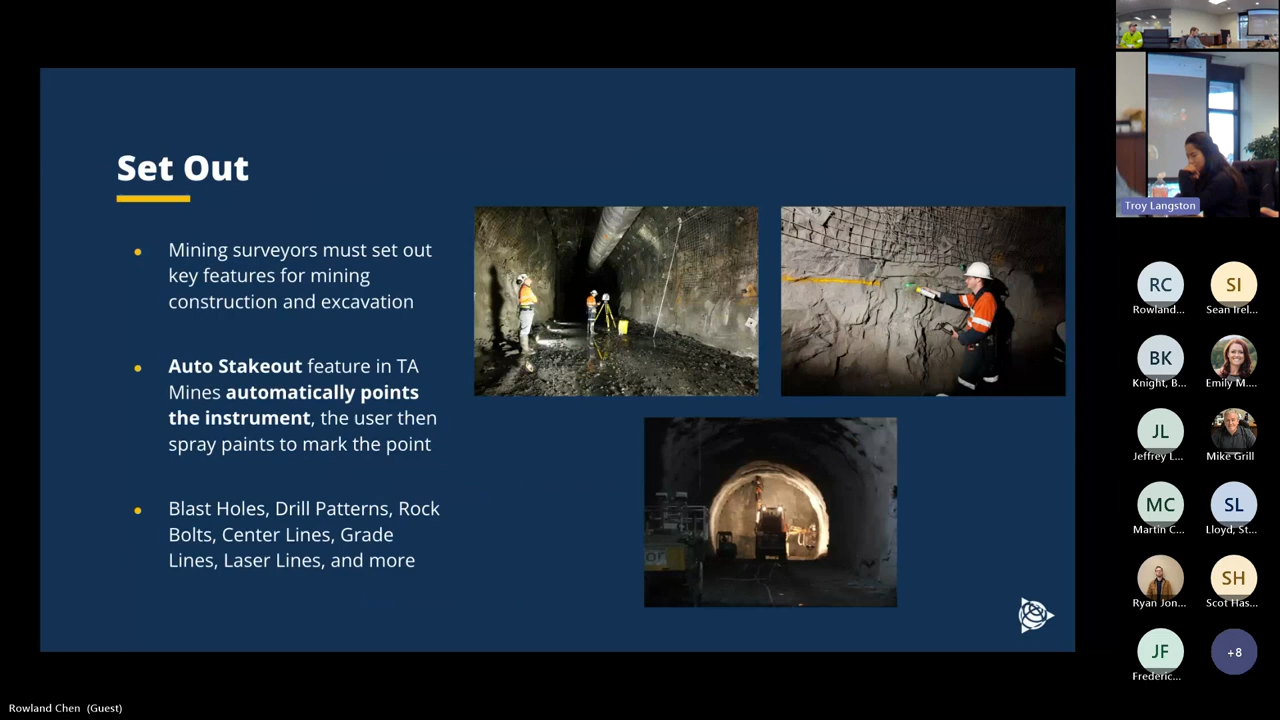 Set Out
Mining surveyors must set out
key features for mining
construction and excavation
Auto Stakeout feature in TA
Mines automatically points
the instrument, the user then
spray paints to mark the point
Blast Holes, Drill Patterns, Rock
Bolts, Center Lines, Grade
Lines, Laser Lines, and more
Troy Langston
RC
SI
Rowland...
Sean Irel...
BK
Knight, B...
Emily M....
JL
Jeffrey L...
Mike Grill
MC
SL
Martin C...
Lloyd, St...
SH
Ryan Jon...
Scot Has...
JF
+8
Frederic...
Rowland Chen (Guest)